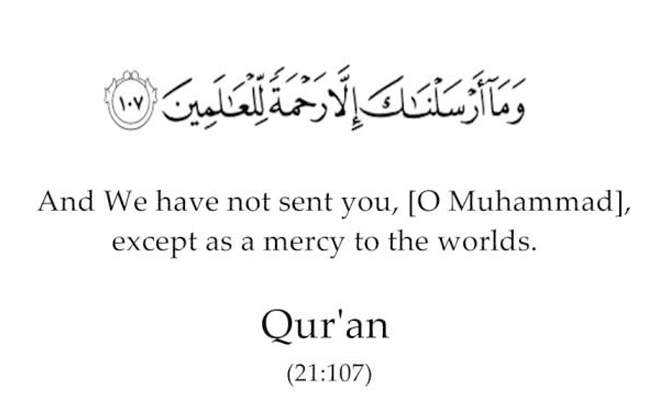 وَمَآ أَرْسَلْنَـٰكَ إِلَّا رَحْمَةً لِّلْعَـٰلَمِينَ ١٠٧
And We have not sent you, [O Muhammad],
except as a mercy to the worlds.
Qur'an
(21:107)